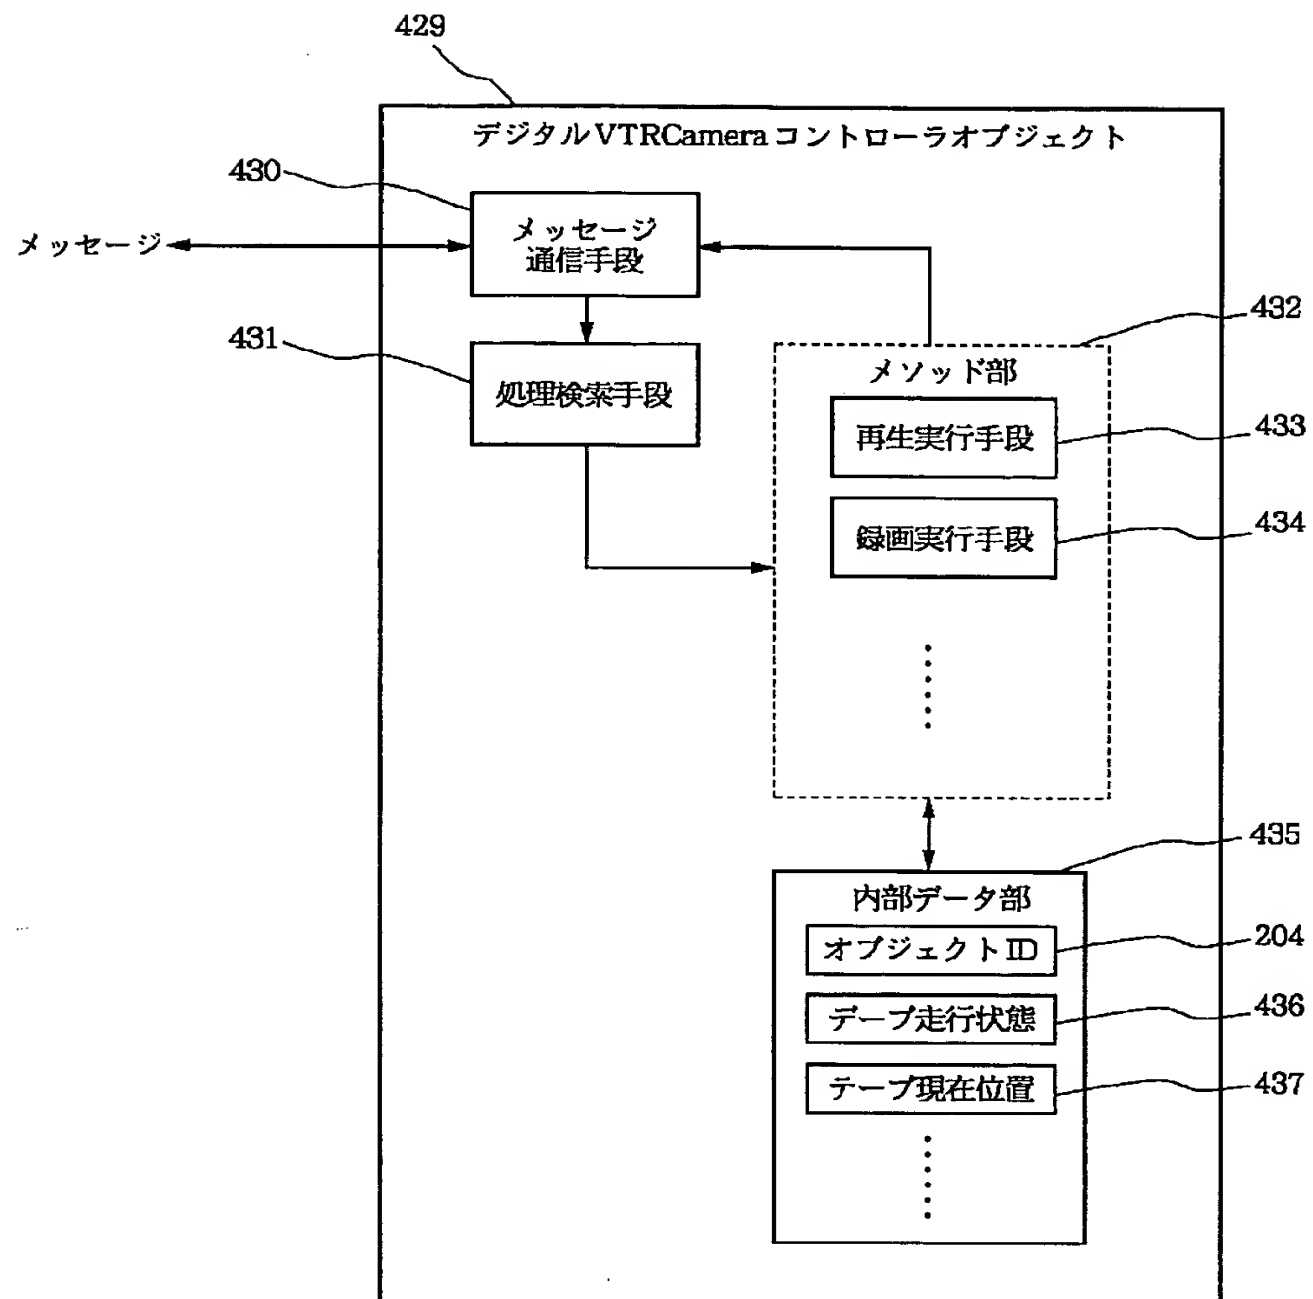 429
デジタルVTRCameraコントローラオブジェクト
430
メッセージ
メッセージ
通信手段
432
431
メソッド部
処理検索手段
再生実行手段
433
録画実行手段
434
435
内部データ部
オブジェクトID
204
デープ走行状態
436
テープ現在位置
437